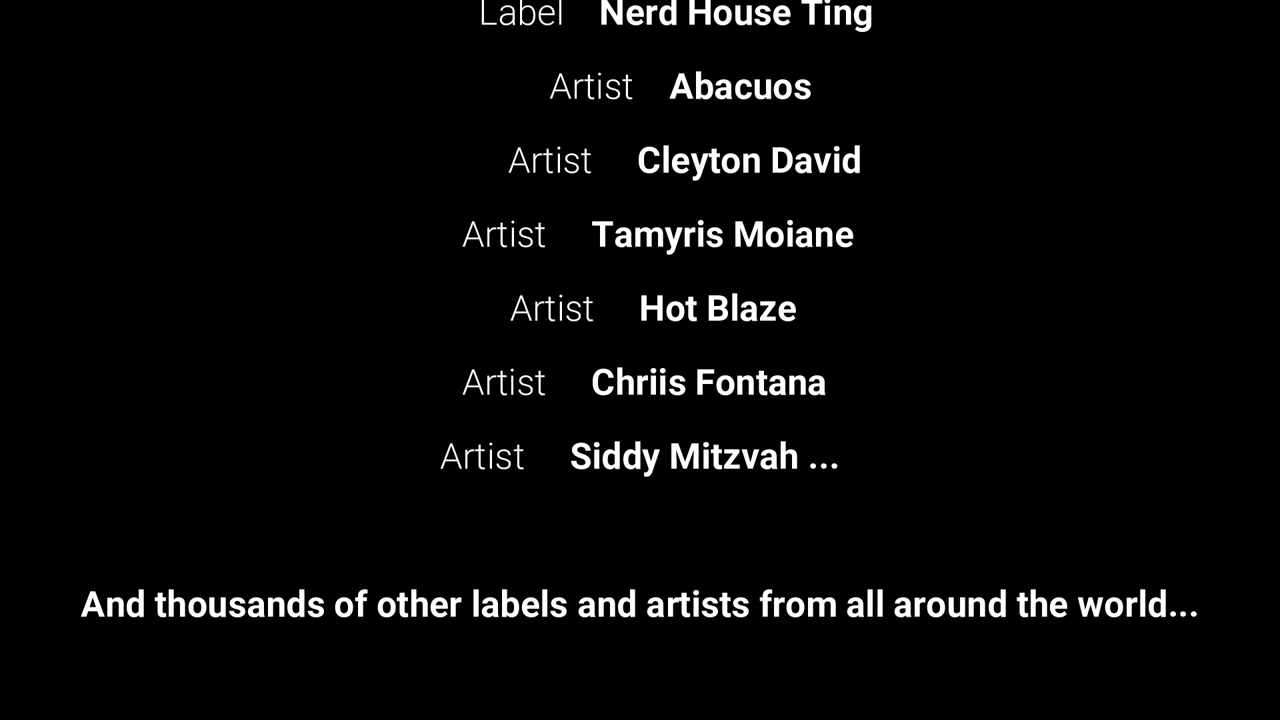 Label Nerd House Ting
Artist Abacuos
Artist Cleyton David
Artist Tamyris Moiane
Artist Hot Blaze
Artist Chriis Fontana
Artist Siddy Mitzvah ...
And thousands of other labels and artists from all around the world...